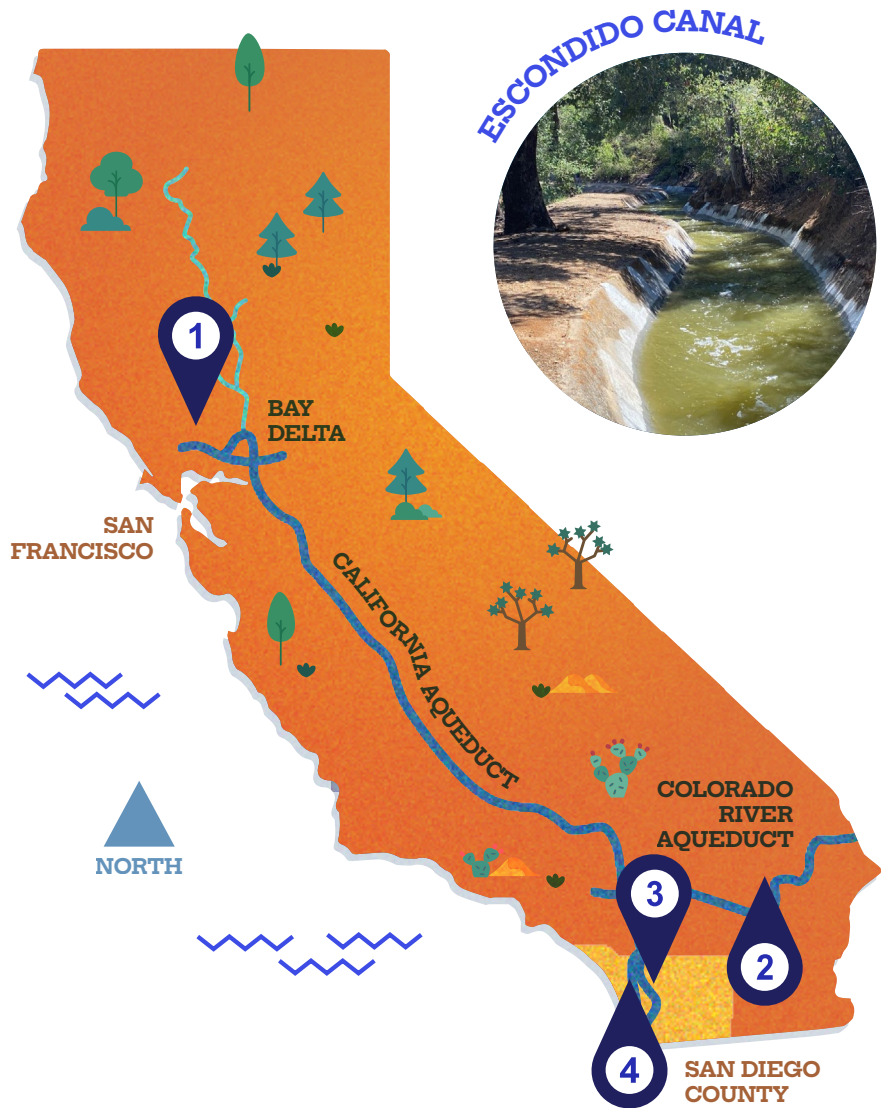 ESCONDIDO CANAL
1
BAY
DELTA
SAN
FRANCISCO
CALIFORNIA AQUEDUCT
COLORADO
RIVER
AQUEDUCT
NORTH
3
2
4
SAN DIEGO
COUNTY